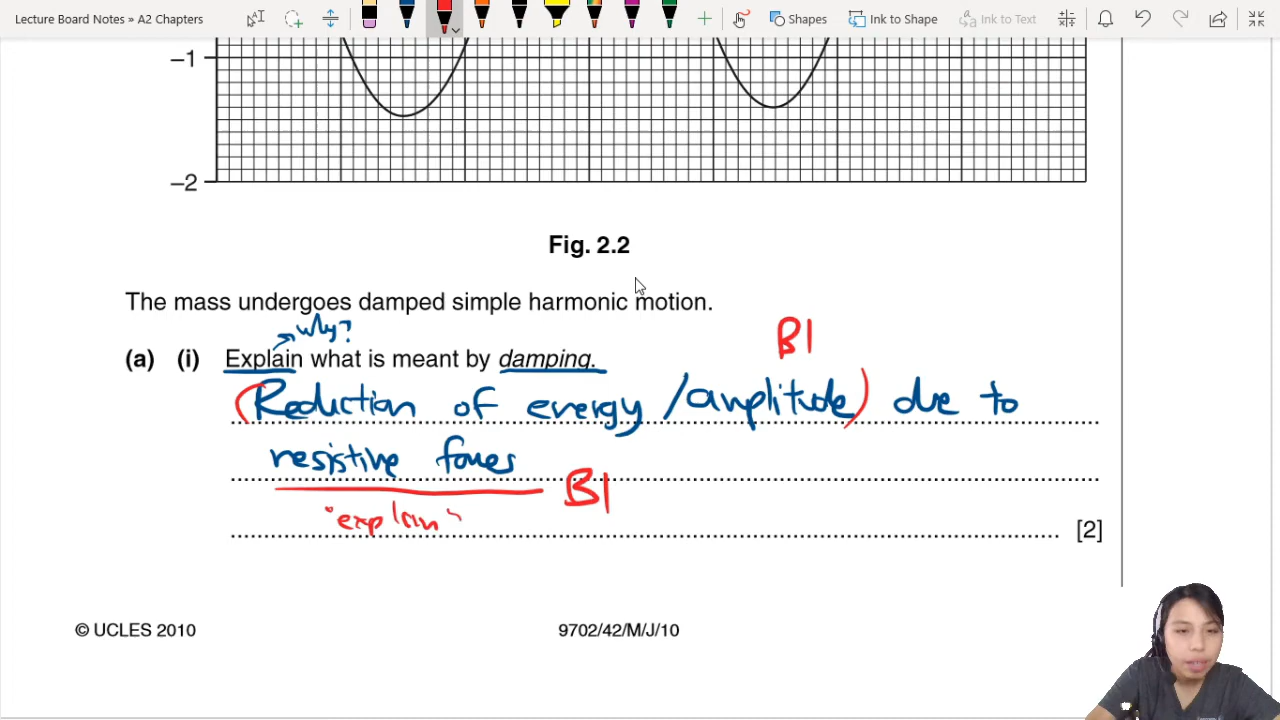 Lecture Board Notes » A2 Chapters
Shapes
Ink to Shape
Ink to Text
–1
–2
Fig. 2.2
The mass undergoes damped simple harmonic motion.
why?
B1
(a) (i) Explain what is meant by damping.
(Reduction of energy /amplitude) due to
resistive forces
B1
"explain"
[2]
© UCLES 2010
9702/42/M/J/10